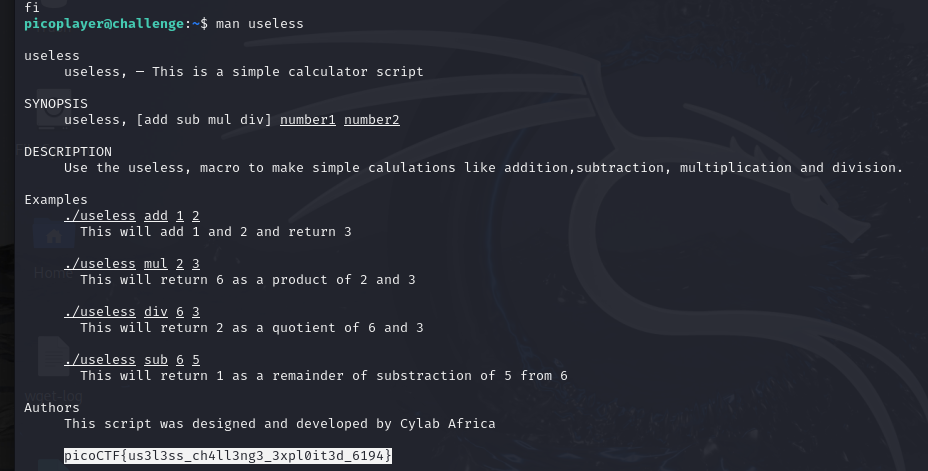 fi
picoplayer@challenge:~$ man useless
useless
useless, — This is a simple calculator script
SYNOPSIS
useless, [add sub mul div] number1 number2
DESCRIPTION
Use the useless, macro to make simple calulations like addition,subtraction, multiplication and division.
Examples
./useless add 1 2
This will add 1 and 2 and return 3
./useless mul 2 3
This will return 6 as a product of 2 and 3
./useless div 6 3
This will return 2 as a quotient of 6 and 3
./useless sub 6 5
This will return 1 as a remainder of substraction of 5 from 6
Authors
This script was designed and developed by Cylab Africa
picoCTF{us3l3ss_ch4ll3ng3_3xpl0it3d_6194}
Home